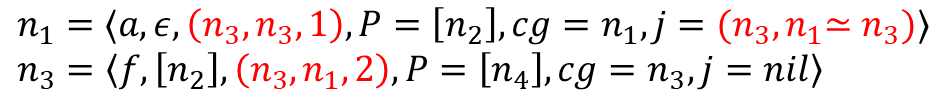 n₁ = ⟨a, ϵ, (n₃, n₃, 1), P = [n₂], cg = n₁, j = (n₃, n₁≃ n₃)⟩
n₃ = ⟨f, [n₂], (n₃, n₁, 2), P = [n₄], cg = n₃, j = nil⟩